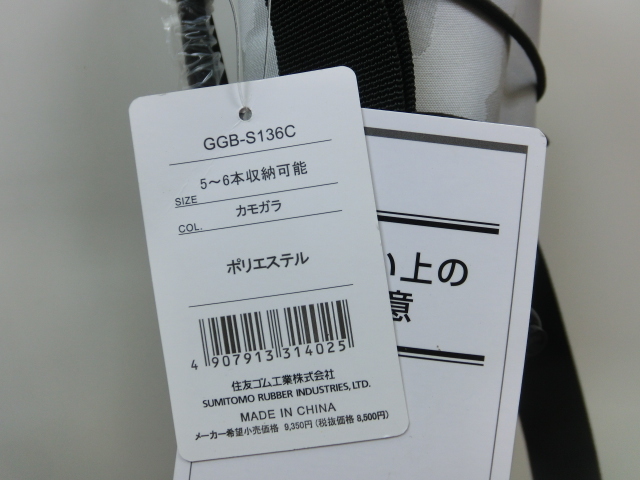 GGB-S136C
SIZE 5～6本収納可能
COL. カモガラ
ポリエステル
4 907913 314025
住友ゴム工業株式会社
SUMITOMO RUBBER INDUSTRIES, LTD.
MADE IN CHINA
メーカー希望小売価格 9,350円(税抜価格 8,500円)
い上の
意